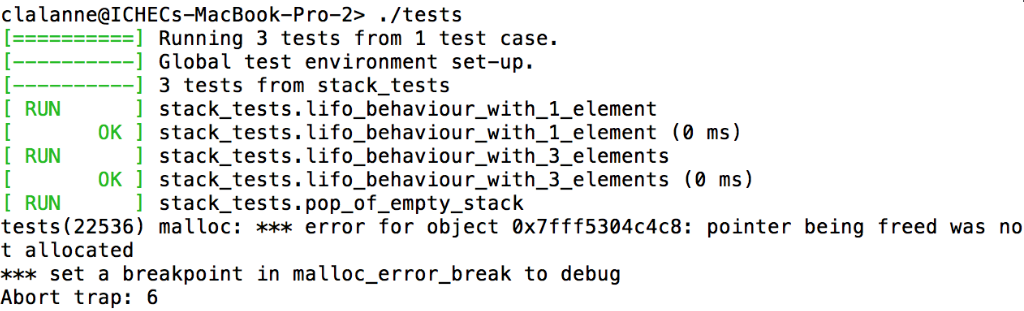 clalanne@ICHECs-MacBook-Pro-2> ./tests
[==========] Running 3 tests from 1 test case.
[----------] Global test environment set-up.
[----------] 3 tests from stack_tests
[ RUN      ] stack_tests.lifo_behaviour_with_1_element
[       OK ] stack_tests.lifo_behaviour_with_1_element (0 ms)
[ RUN      ] stack_tests.lifo_behaviour_with_3_elements
[       OK ] stack_tests.lifo_behaviour_with_3_elements (0 ms)
[ RUN      ] stack_tests.pop_of_empty_stack
tests(22536) malloc: *** error for object 0x7fff5304c4c8: pointer being freed was no
t allocated
*** set a breakpoint in malloc_error_break to debug
Abort trap: 6